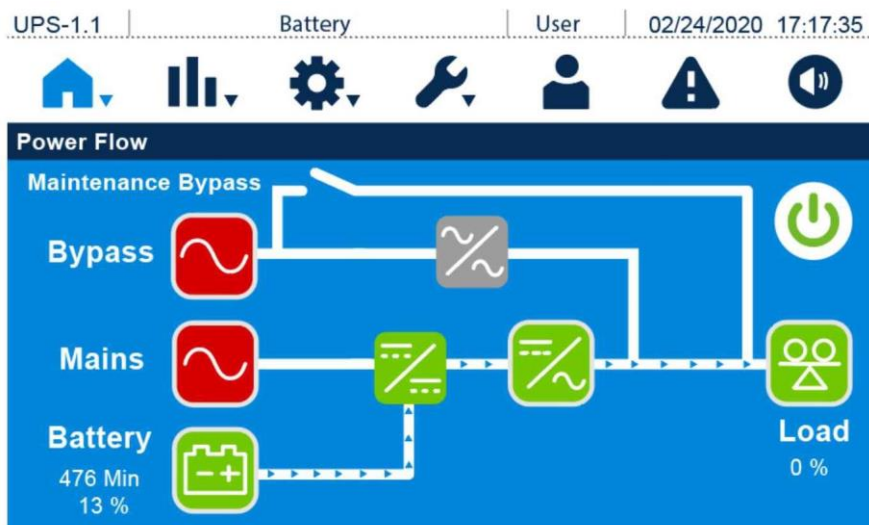 UPS-1.1 Battery User 02/24/2020 17:17:35
Power Flow
Maintenance Bypass
Bypass
Mains
Battery
476 Min
13 %
Load
0 %